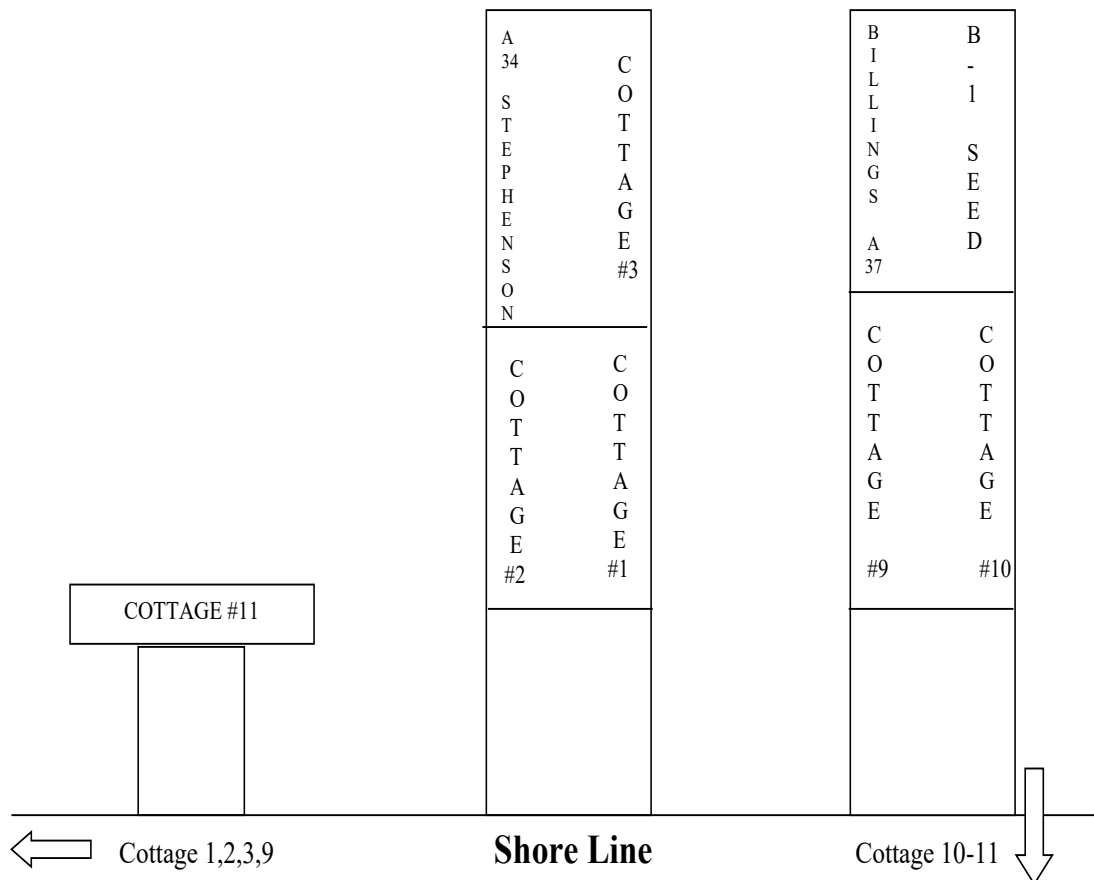 A 34 STEPHENSON
COTTAGE #3
BILLINGS A 37
B-1 SEED
COTTAGE #2
COTTAGE #1
COTTAGE #9
COTTAGE #10
COTTAGE #11
Cottage 1,2,3,9
Shore Line
Cottage 10-11